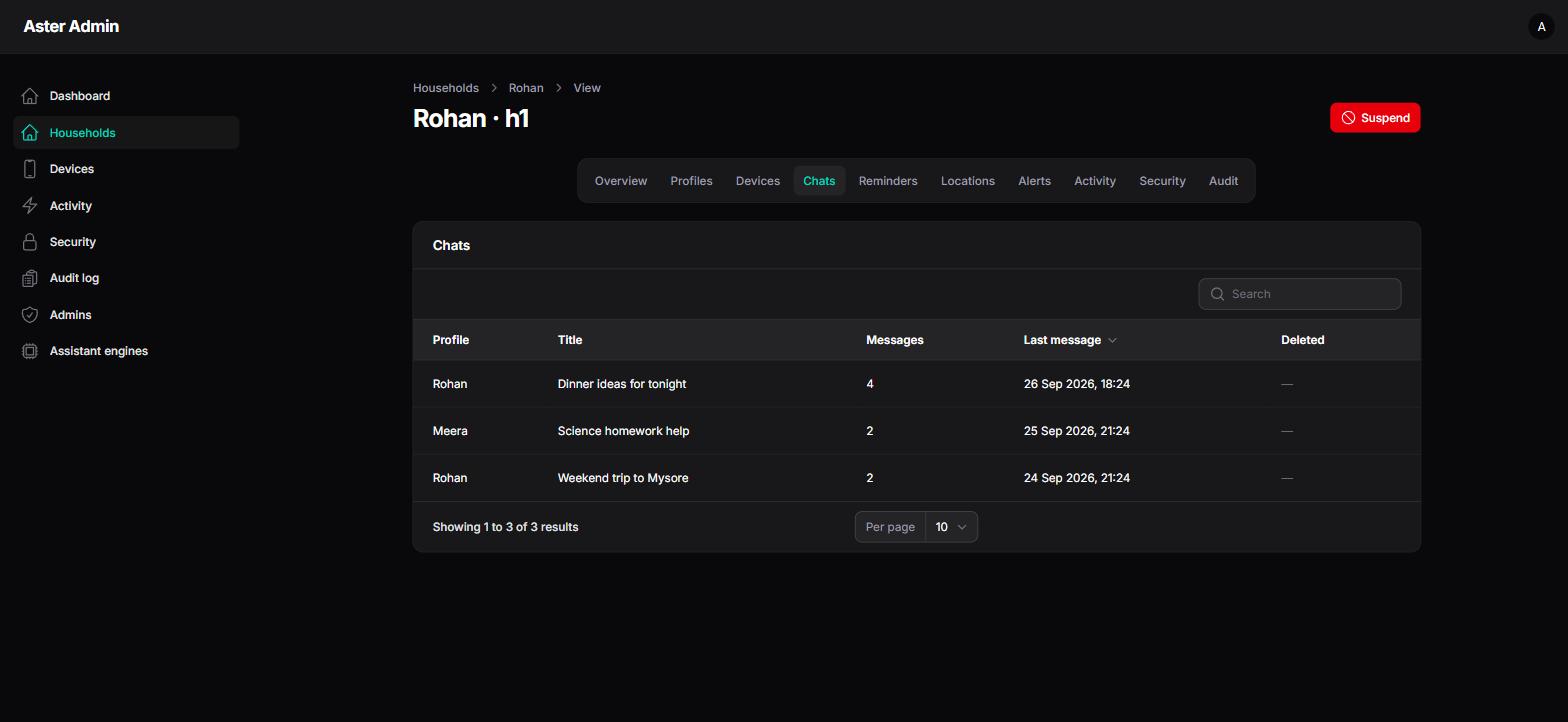 Aster Admin
A
Dashboard
Households
Devices
Activity
Security
Audit log
Admins
Assistant engines
Households > Rohan > View
Rohan · h1
Suspend
Overview Profiles Devices Chats Reminders Locations Alerts Activity Security Audit
Chats
Search
Profile Title Messages Last message Deleted
Rohan Dinner ideas for tonight 4 26 Sep 2026, 18:24 —
Meera Science homework help 2 25 Sep 2026, 21:24 —
Rohan Weekend trip to Mysore 2 24 Sep 2026, 21:24 —
Showing 1 to 3 of 3 results Per page 10